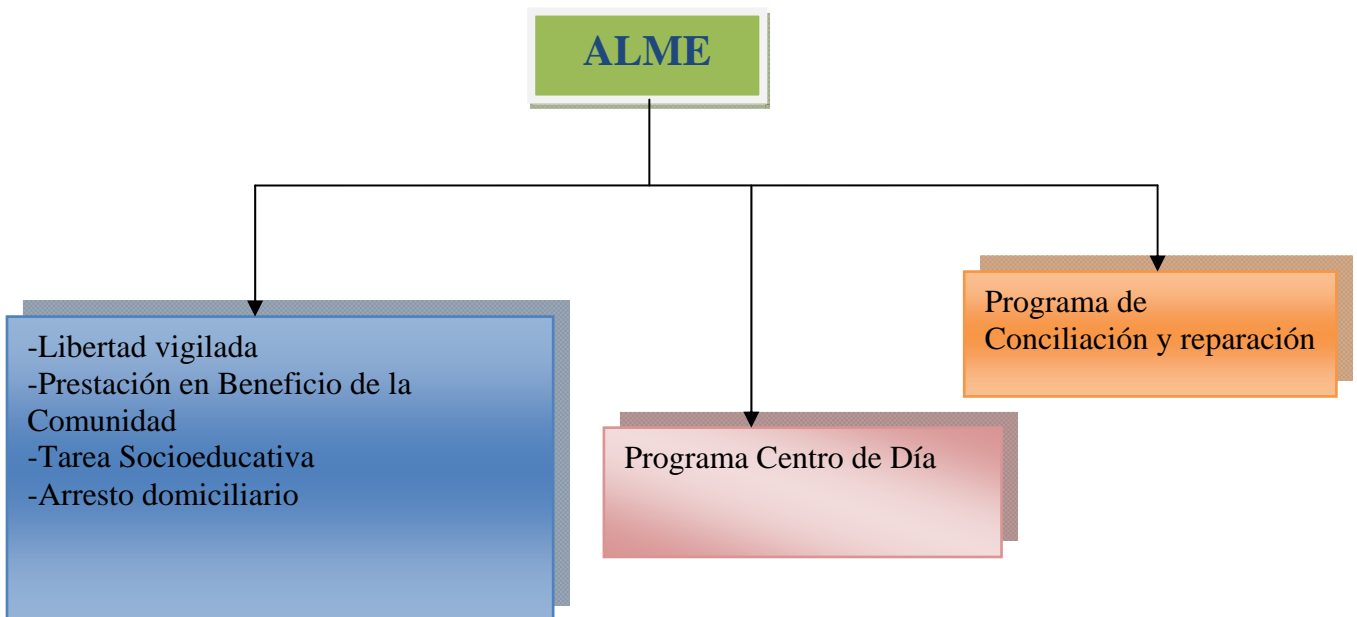 ALME
-Libertad vigilada
-Prestación en Beneficio de la
Comunidad
-Tarea Socioeducativa
-Arresto domiciliario
Programa Centro de Día
Programa de
Conciliación y reparación